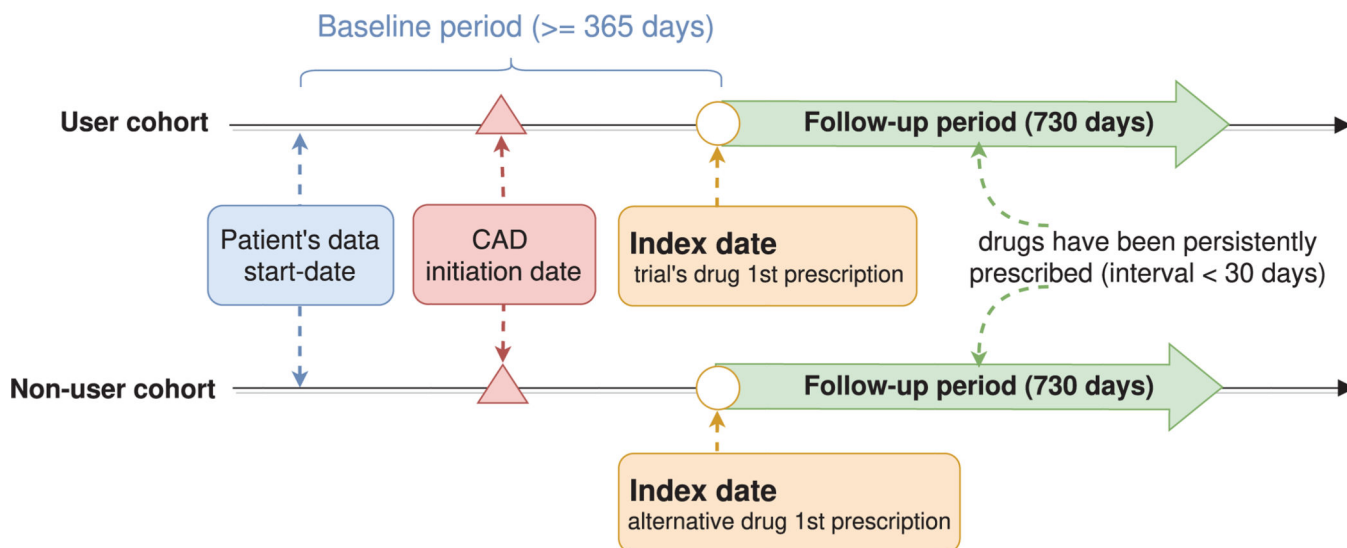 Baseline period (>= 365 days)
User cohort
Follow-up period (730 days)
Patient's data
start-date
CAD
initiation date
Index date
trial's drug 1st prescription
drugs have been persistently
prescribed (interval < 30 days)
Non-user cohort
Follow-up period (730 days)
Index date
alternative drug 1st prescription